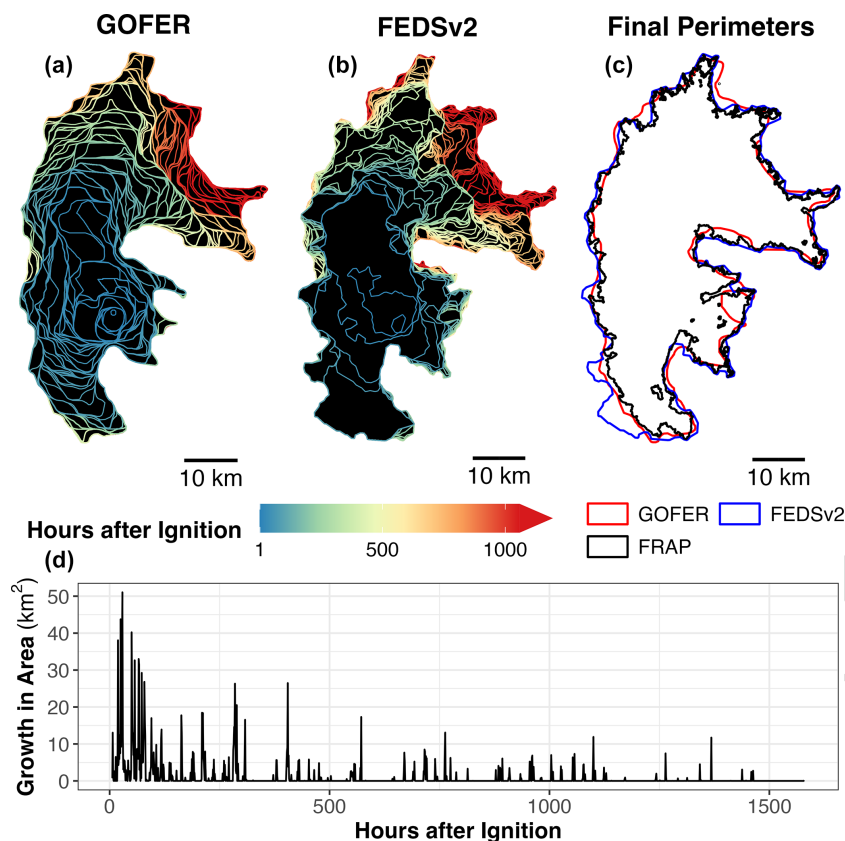 GOFER FEDSv2 Final Perimeters
(a) (b) (c)
10 km 10 km 10 km
Hours after Ignition
1 500 1000
GOFER FEDSv2
FRAP
(d)
Growth in Area (km²)
50
40
30
20
10
0
0 500 1000 1500
Hours after Ignition